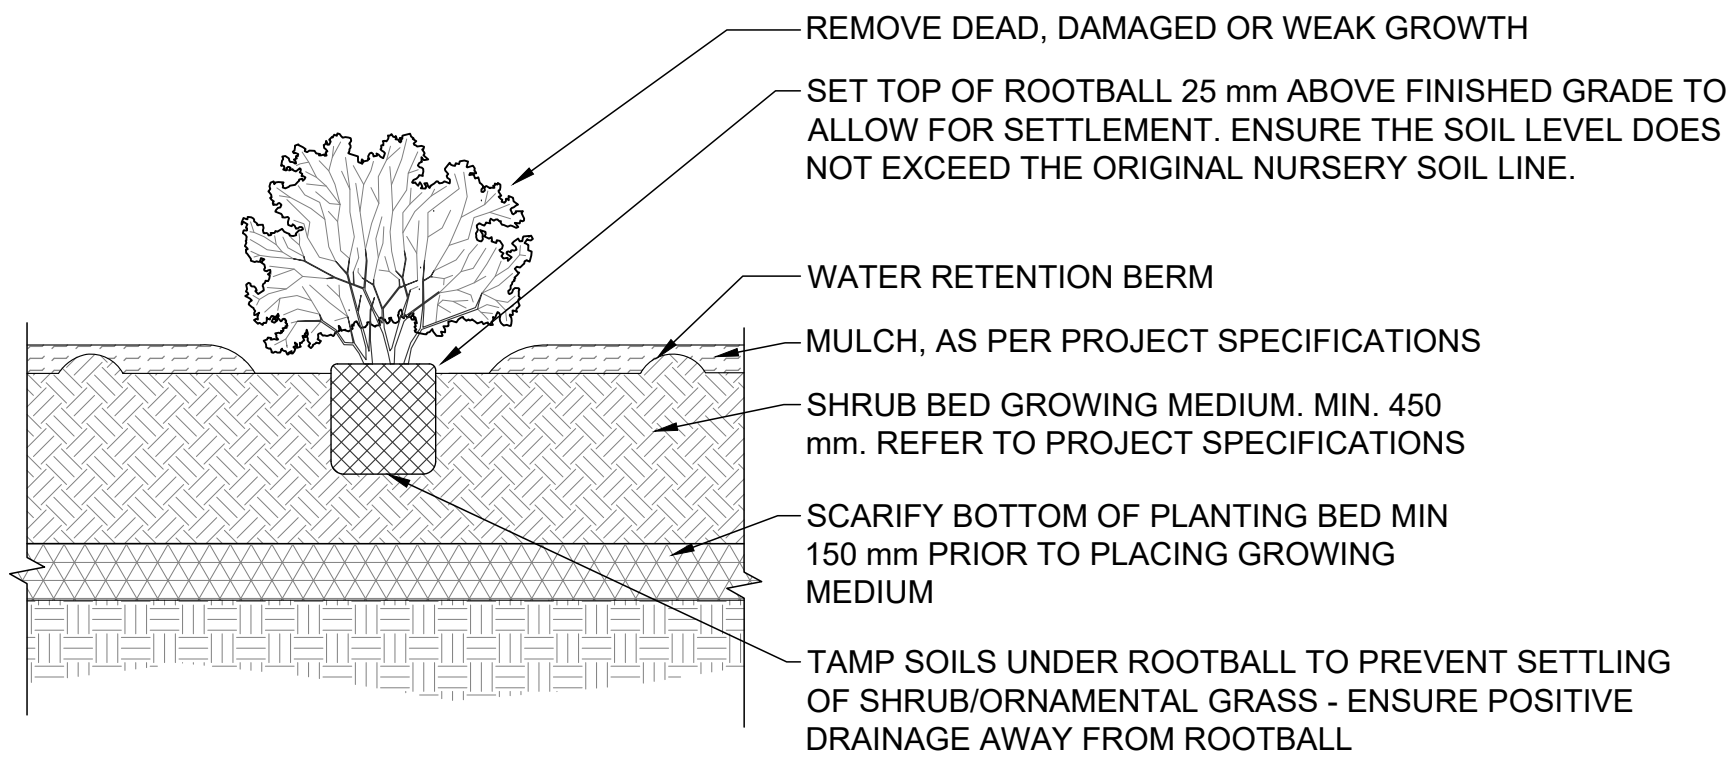 REMOVE DEAD, DAMAGED OR WEAK GROWTH
SET TOP OF ROOTBALL 25 mm ABOVE FINISHED GRADE TO
ALLOW FOR SETTLEMENT. ENSURE THE SOIL LEVEL DOES
NOT EXCEED THE ORIGINAL NURSERY SOIL LINE.
WATER RETENTION BERM
MULCH, AS PER PROJECT SPECIFICATIONS
SHRUB BED GROWING MEDIUM. MIN. 450
mm. REFER TO PROJECT SPECIFICATIONS
SCARIFY BOTTOM OF PLANTING BED MIN
150 mm PRIOR TO PLACING GROWING
MEDIUM
TAMP SOILS UNDER ROOTBALL TO PREVENT SETTLING
OF SHRUB/ORNAMENTAL GRASS - ENSURE POSITIVE
DRAINAGE AWAY FROM ROOTBALL